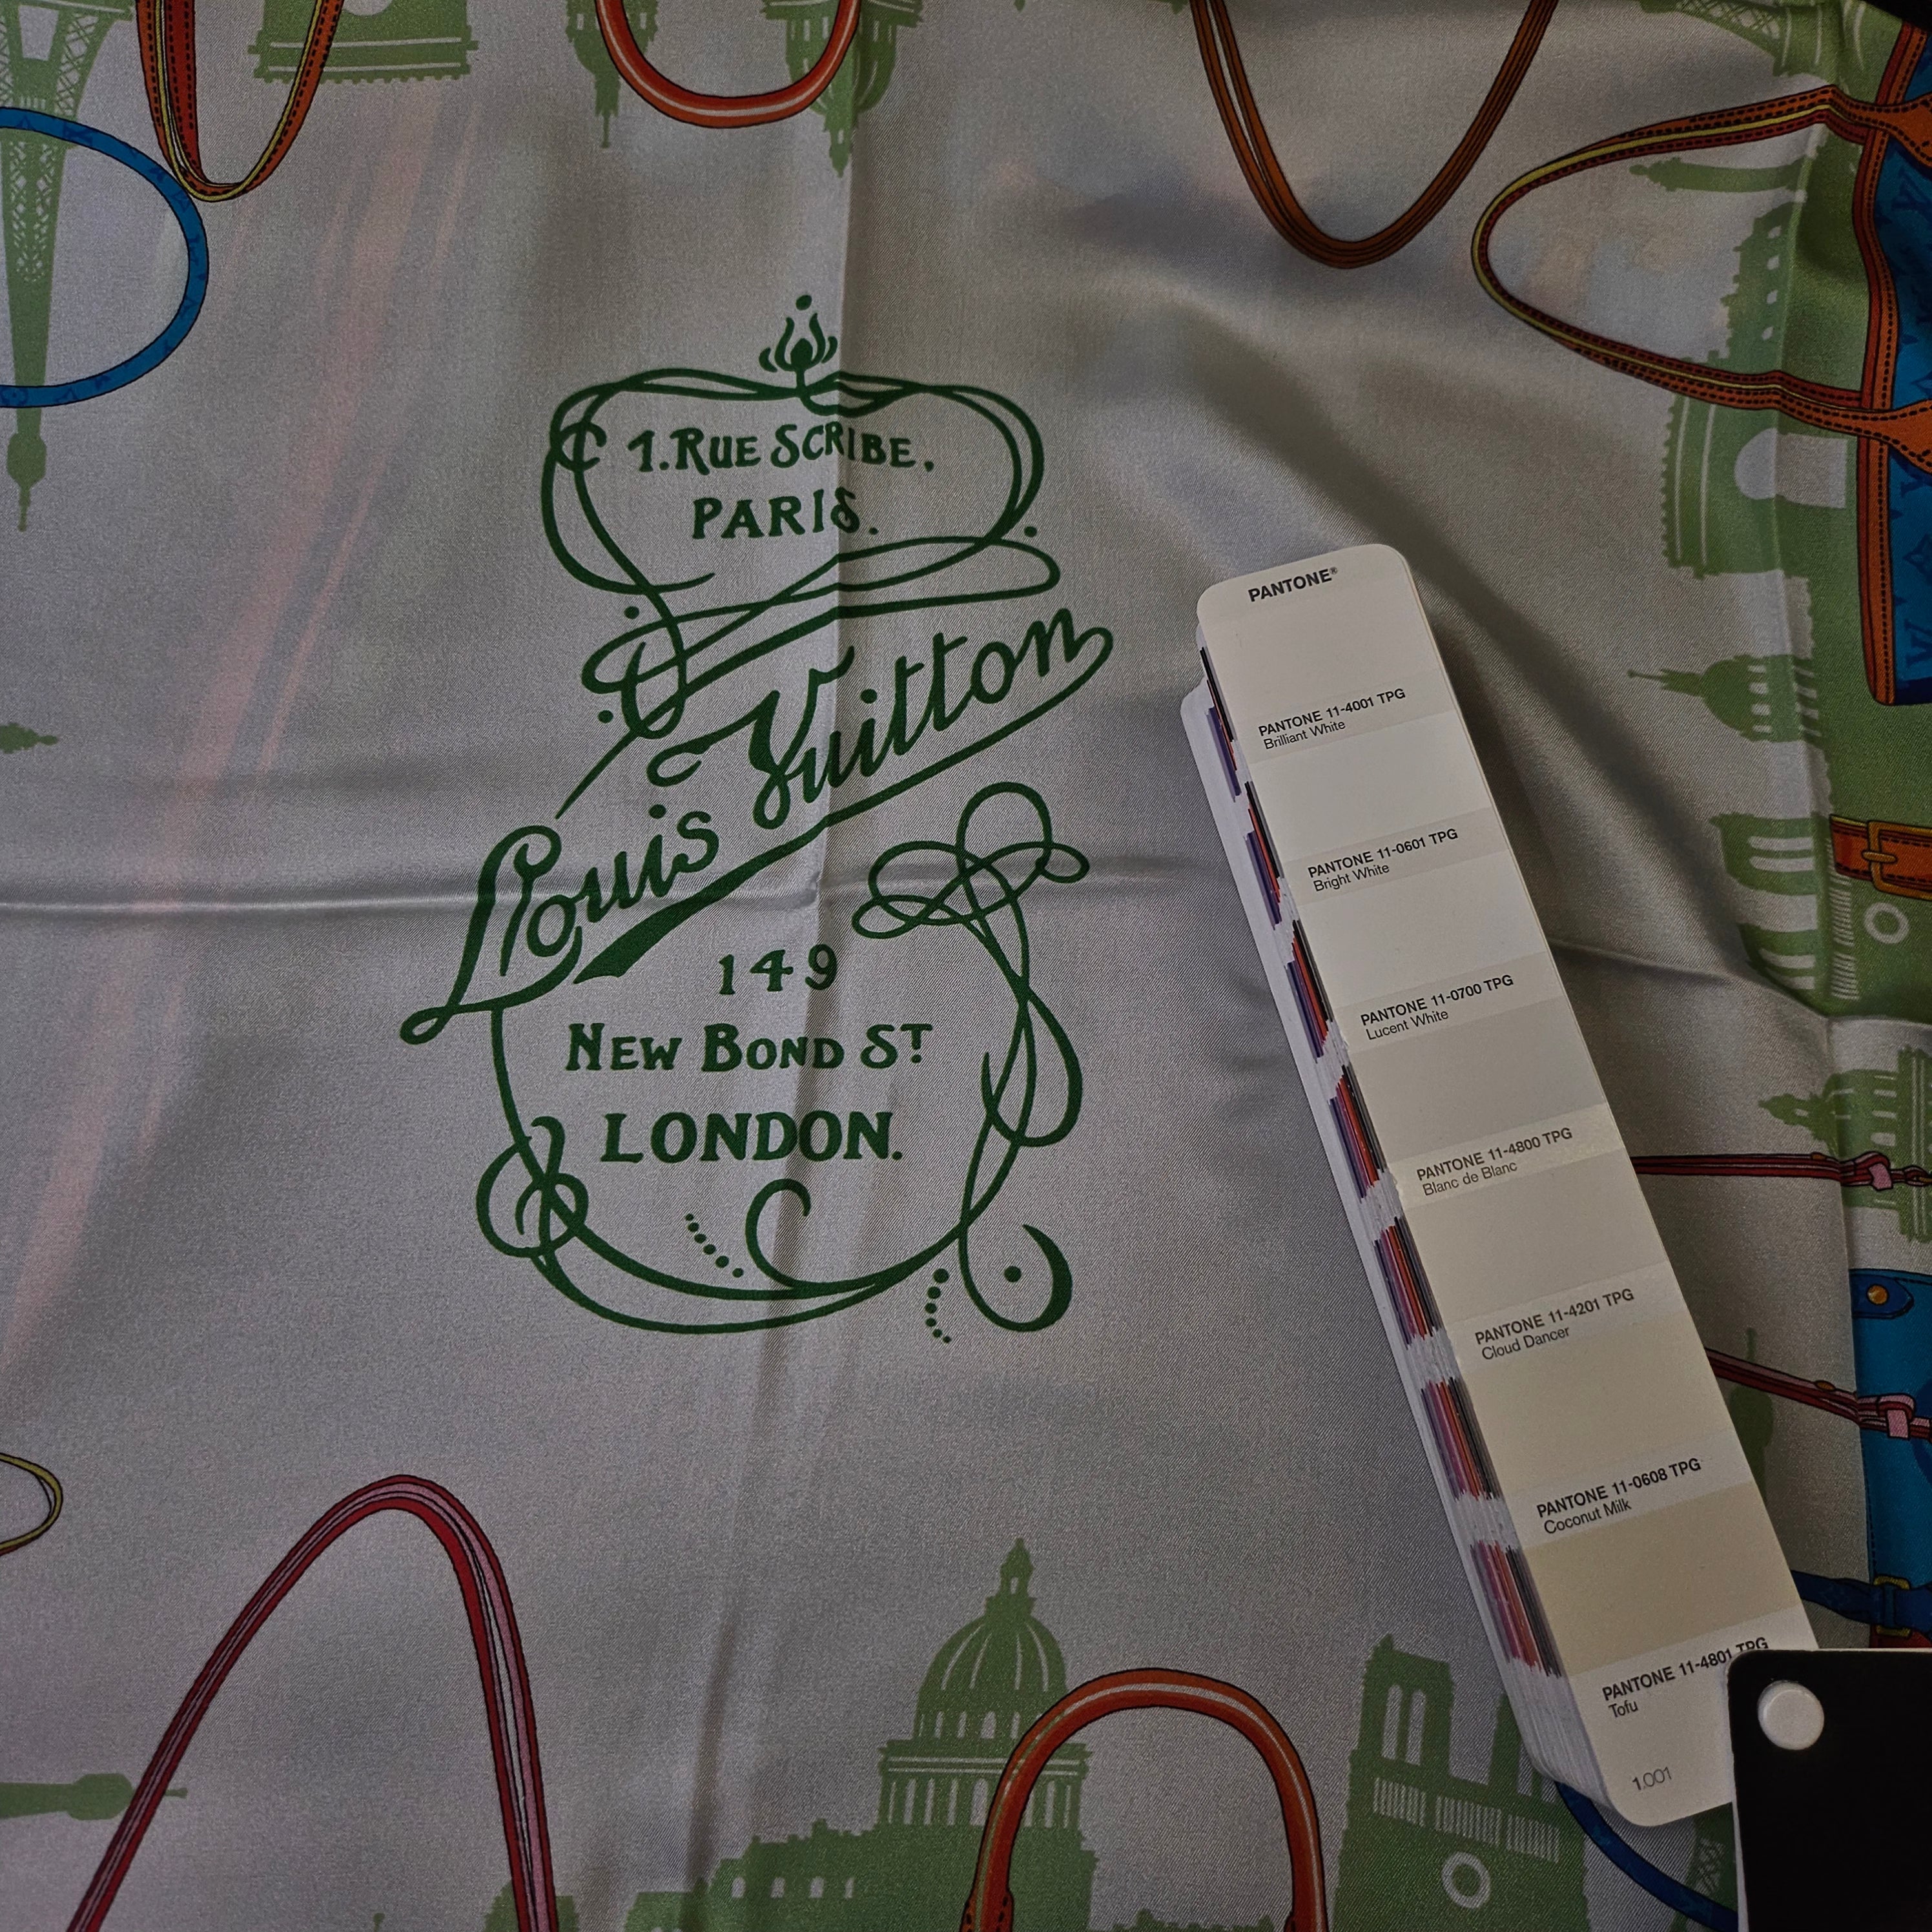 1. RUE SCRIBE,
PARIS.
Louis Vuitton
149
NEW BOND ST
LONDON.
PANTONE®
PANTONE 11-4001 TPG
Brilliant White
PANTONE 11-0601 TPG
Bright White
PANTONE 11-0700 TPG
Lucent White
PANTONE 11-4800 TPG
Blanc de Blanc
PANTONE 11-4201 TPG
Cloud Dancer
PANTONE 11-0608 TPG
Coconut Milk
PANTONE 11-4801 TPG
Tofu
1.001